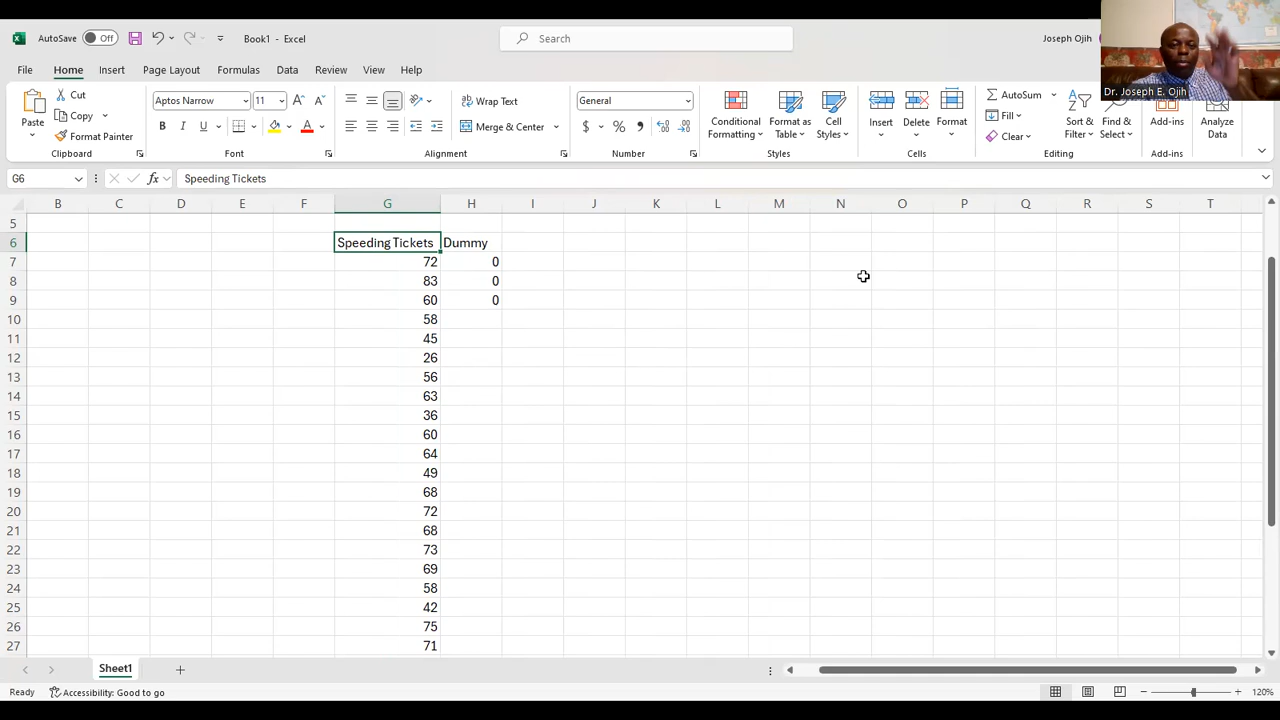 AutoSave Off Book1 - Excel Search Joseph Ojih
File Home Insert Page Layout Formulas Data Review View Help
Dr. Joseph E. Ojih
Paste Cut Copy Format Painter Clipboard
Aptos Narrow 11 B I U A Font
Wrap Text Merge & Center Alignment
General $ % , Number
Conditional Formatting Format as Table Cell Styles Styles
Insert Delete Format Cells
AutoSum Fill Clear Sort & Filter Find & Select Editing
Add-ins Add-ins
Analyze Data
G6 fx Speeding Tickets
B C D E F G H I J K L M N O P Q R S T
5
6 Speeding Tickets Dummy
7 72 0
8 83 0
9 60 0
10 58
11 45
12 26
13 56
14 63
15 36
16 60
17 64
18 49
19 68
20 72
21 68
22 73
23 69
24 58
25 42
26 75
27 71
Sheet1
Ready Accessibility: Good to go 120%